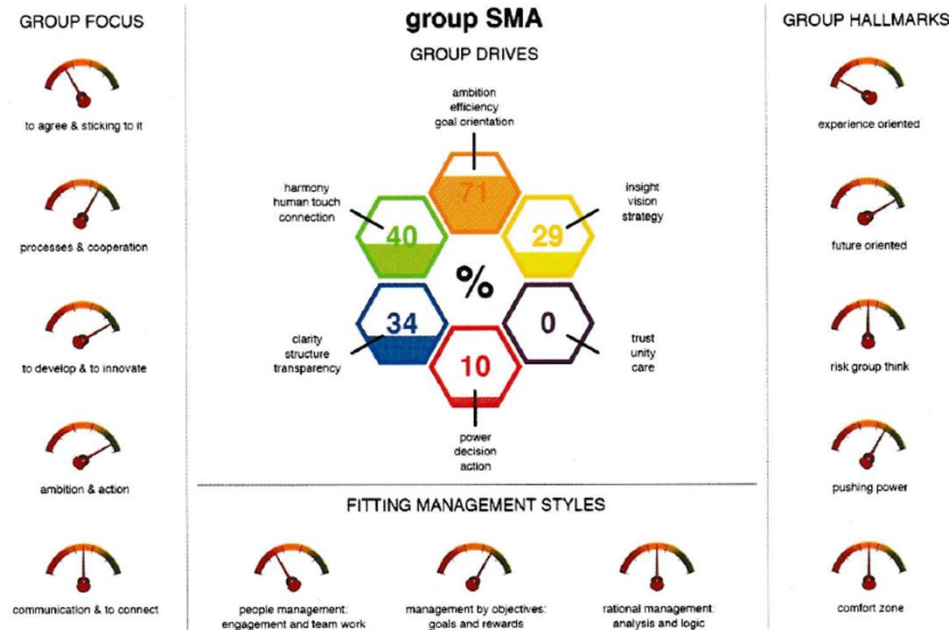 GROUP FOCUS
to agree & sticking to it
processes & cooperation
to develop & to innovate
ambition & action
communication & to connect
group SMA
GROUP DRIVES
ambition
efficiency
goal orientation
71
harmony
human touch
connection
40
insight
vision
strategy
29
%
clarity
structure
transparency
34
0
trust
unity
care
10
power
decision
action
FITTING MANAGEMENT STYLES
people management:
engagement and team work
management by objectives:
goals and rewards
rational management:
analysis and logic
GROUP HALLMARKS
experience oriented
future oriented
risk group think
pushing power
comfort zone